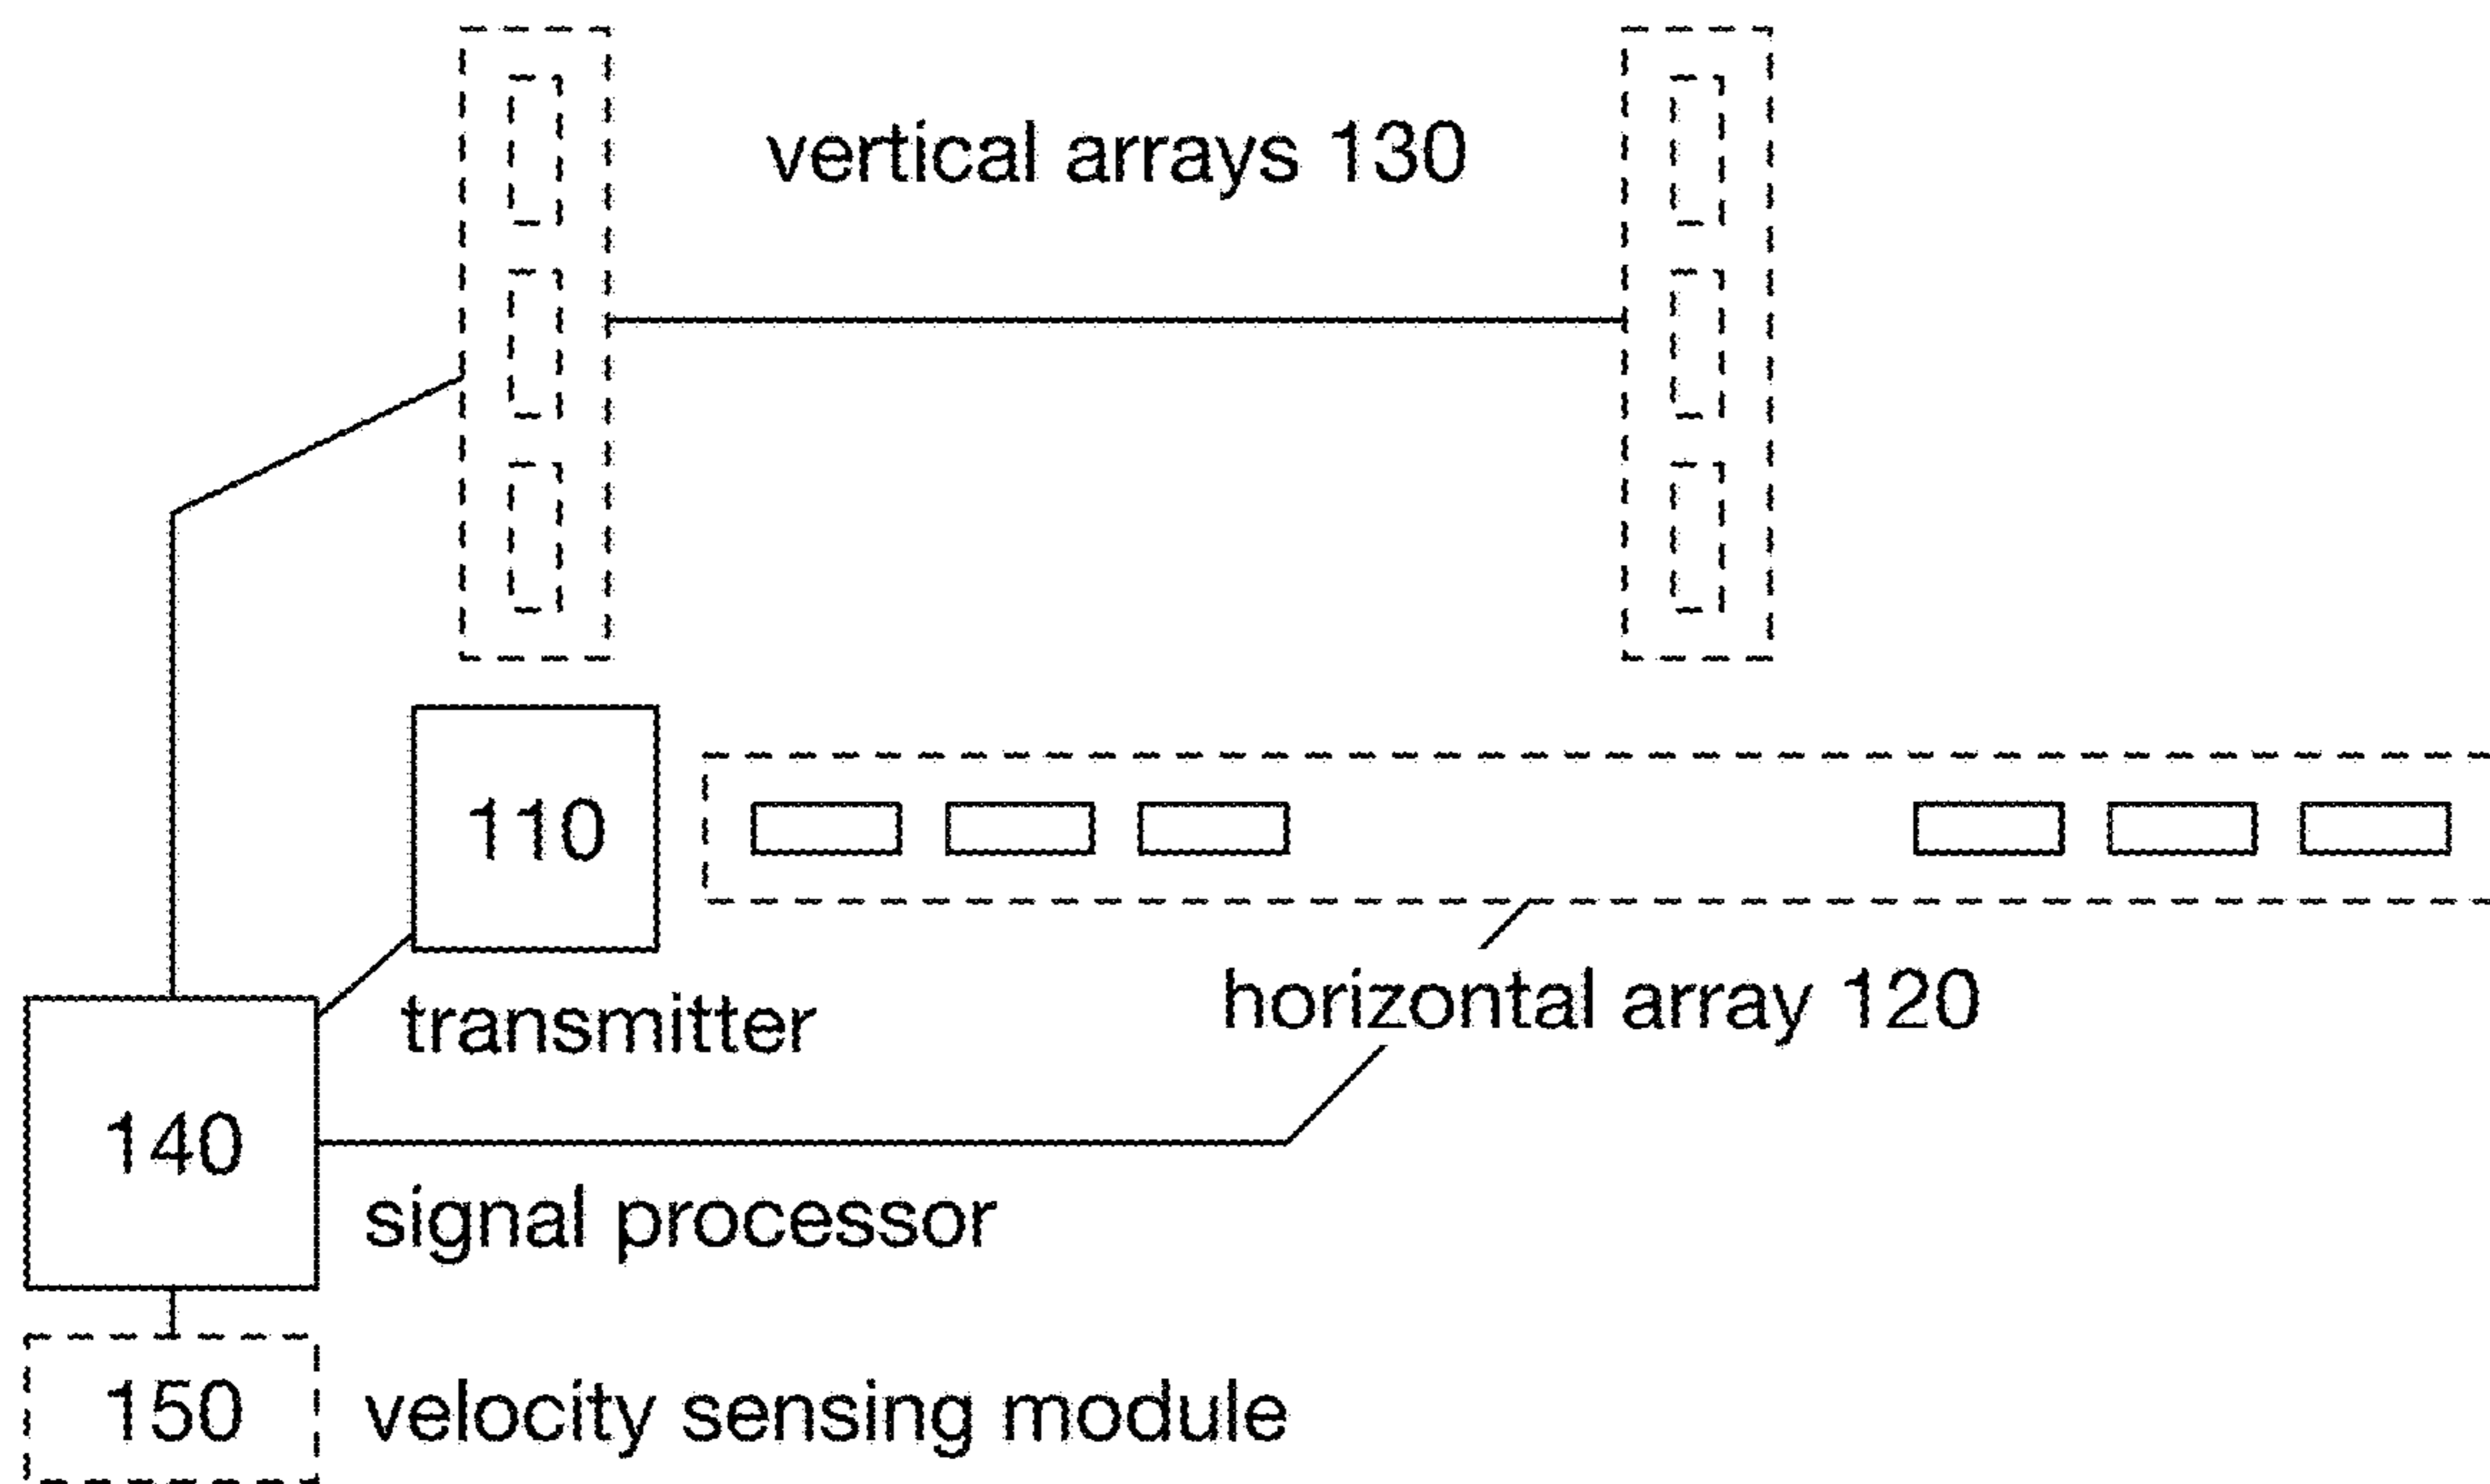 vertical arrays 130
110
transmitter
horizontal array 120
140
signal processor
150
velocity sensing module